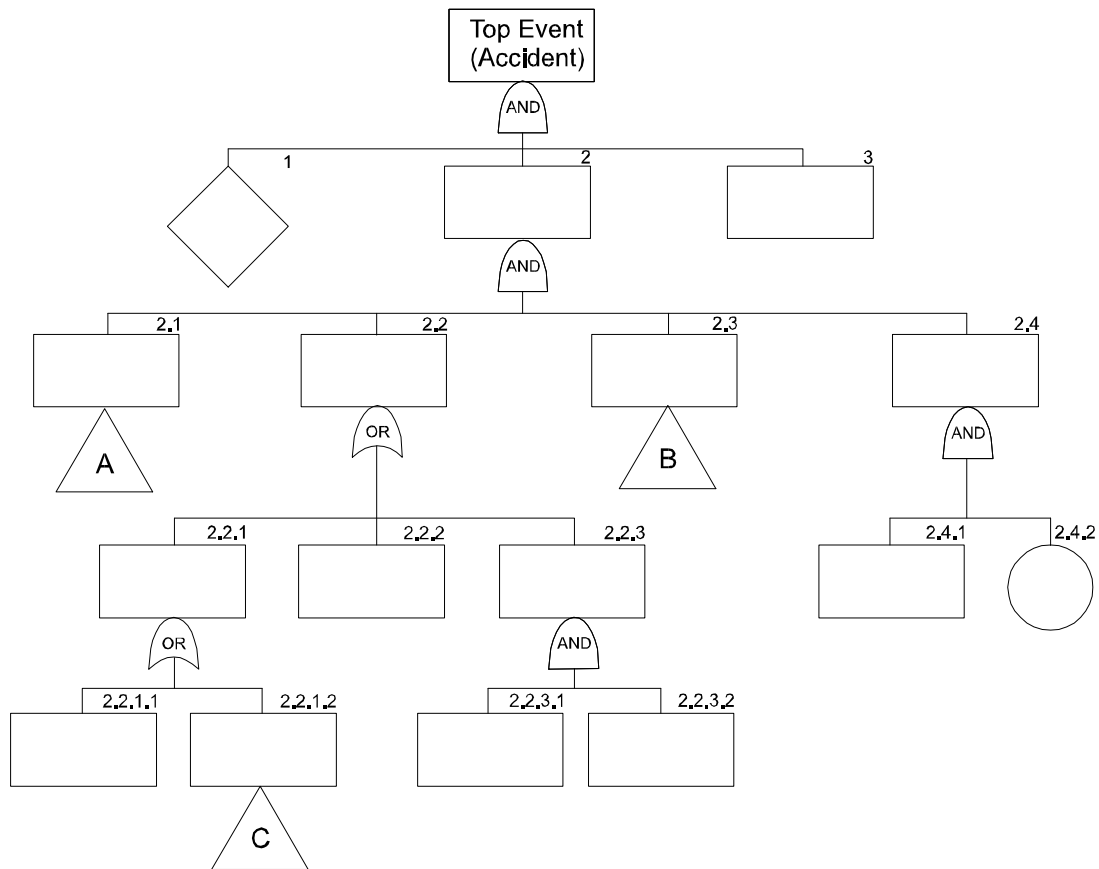 Top Event
(Accident)
AND
1
2
3
AND
2.1
2.2
2.3
2.4
A
OR
B
AND
2.2.1
2.2.2
2.2.3
2.4.1
2.4.2
OR
AND
2.2.1.1
2.2.1.2
2.2.3.1
2.2.3.2
C